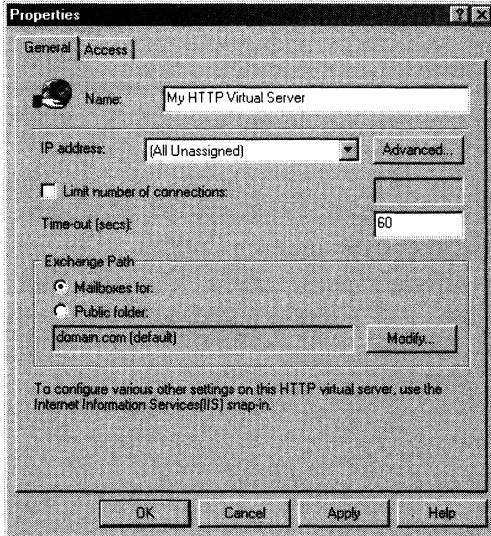 Properties
General Access
Name: My HTTP Virtual Server
IP address: (All Unassigned) Advanced...
Limit number of connections:
Time-out (secs): 60
Exchange Path
Mailboxes for:
Public folder:
domain.com (default) Modify...
To configure various other settings on this HTTP virtual server, use the
Internet Information Services(IIS) snap-in.
OK Cancel Apply Help